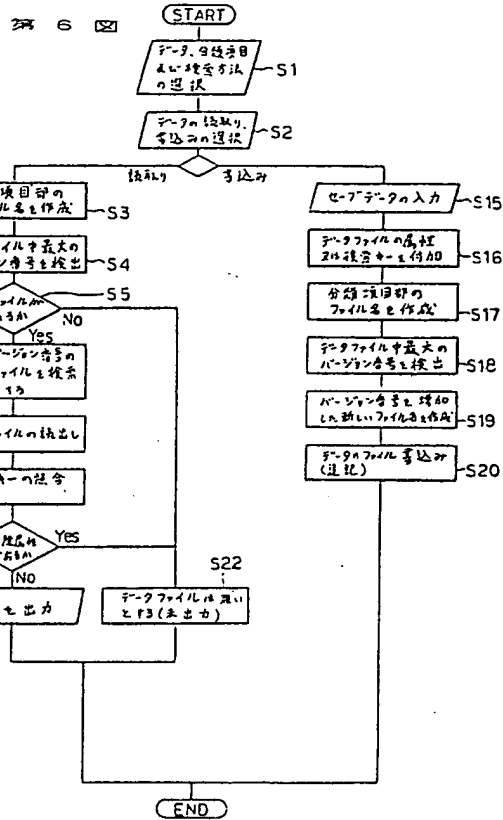 第 6 図
START
データ、分類項目
及び検索方法
の選択
S1
データの読取り、
書込みの選択
S2
読取り
書込み
項目部の
ル名を作成
S3
ァイル中最大の
ン番号を検出
S4
ァイルが
るか
S5
No
Yes
ージョン番号の
ァイルを検索
する
イルの読出し
キーの照合
Yes
No
を出力
S22
データファイルは無い
とする(未出力)
セーブデータの入力
S15
データファイルの属性
又は検索キーを付加
S16
分類項目部の
ファイル名を作成
S17
データファイル中最大の
バージョン番号を検出
S18
バージョン番号を増加
した新しいファイル名を作成
S19
データのファイル書込み
(追記)
S20
END